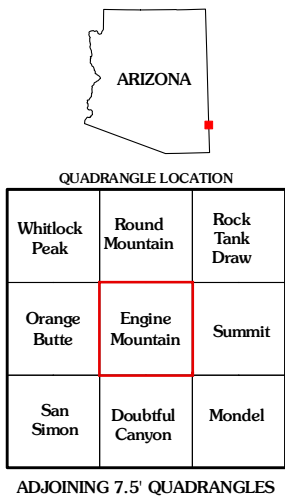 ARIZONA
QUADRANGLE LOCATION
Whitlock
Peak
Round
Mountain
Rock
Tank
Draw
Orange
Butte
Engine
Mountain
Summit
San
Simon
Doubtful
Canyon
Mondel
ADJOINING 7.5' QUADRANGLES